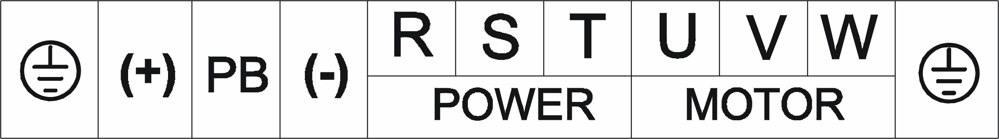 (+) PB (-) R S T U V W
POWER MOTOR